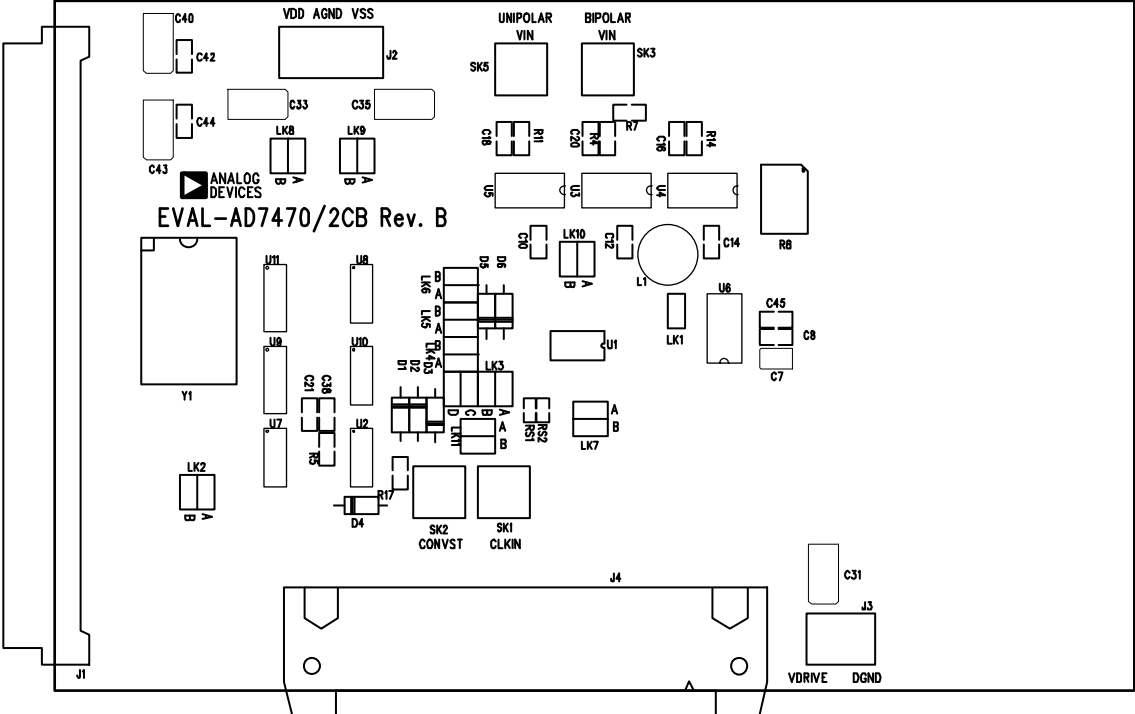 C40
VDD AGND VSS
UNIPOLAR
VIN
BIPOLAR
VIN
SK5
SK3
J2
C42
C33
C35
C44
C43
LK8
B A
LK9
B A
C18
R11
C20
R4
R7
C16
R14
ANALOG
DEVICES
EVAL-AD7470/2CB Rev. B
U5
U3
U4
R8
C10
LK10
B A
C12
L1
C14
U11
U8
LK6
B
A
LK5
B
A
LK4
B
A
D5
D6
U6
C45
C8
C7
LK1
U1
Y1
U9
U10
C21
C38
D1
D2
D3
LK3
D C B A
RS1
RS2
LK11
A
B
A
B
LK7
U7
U2
R5
LK2
B A
R17
D4
SK2
CONVST
SK1
CLKIN
J4
C31
J3
J1
VDRIVE DGND